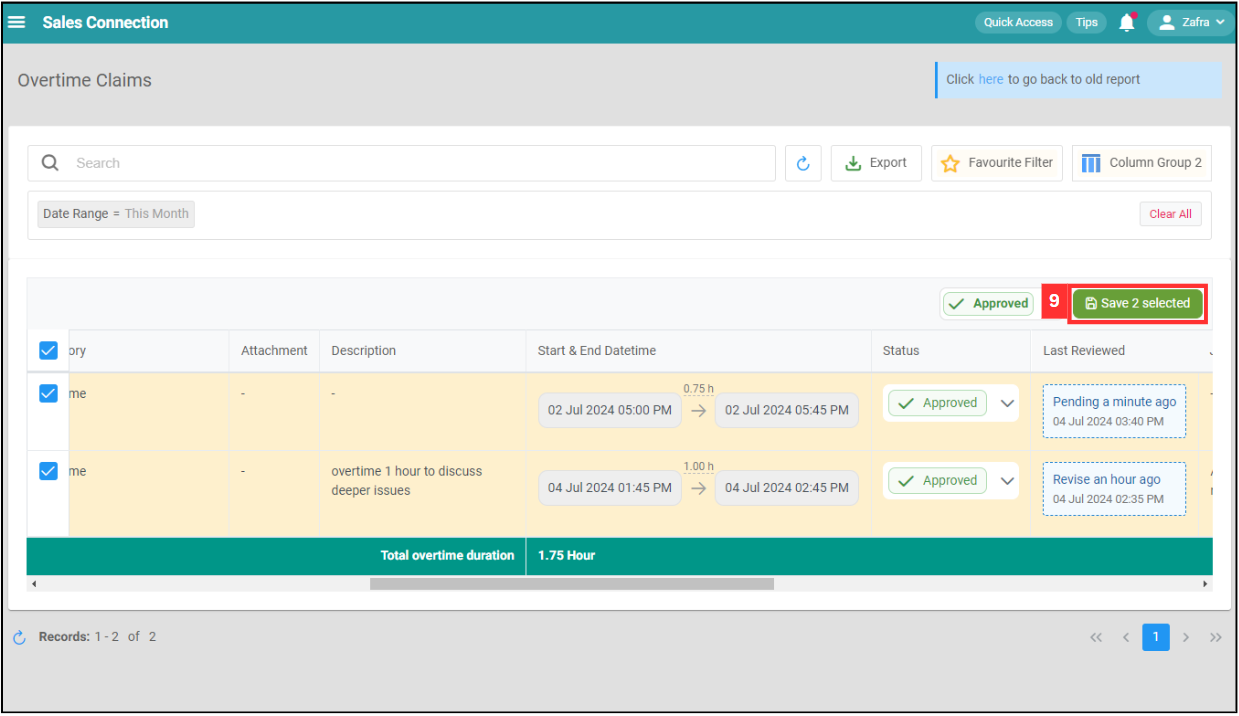 Sales Connection
Quick Access
Tips
Zafra
Overtime Claims
Click here to go back to old report
Search
Export
Favourite Filter
Column Group 2
Date Range = This Month
Clear All
Approved
9
Save 2 selected
ory
Attachment
Description
Start & End Datetime
Status
Last Reviewed
me
-
-
02 Jul 2024 05:00 PM
0.75 h
02 Jul 2024 05:45 PM
Approved
Pending a minute ago
04 Jul 2024 03:40 PM
me
-
overtime 1 hour to discuss
deeper issues
04 Jul 2024 01:45 PM
1.00 h
04 Jul 2024 02:45 PM
Approved
Revise an hour ago
04 Jul 2024 02:35 PM
Total overtime duration
1.75 Hour
Records: 1 - 2 of 2
1